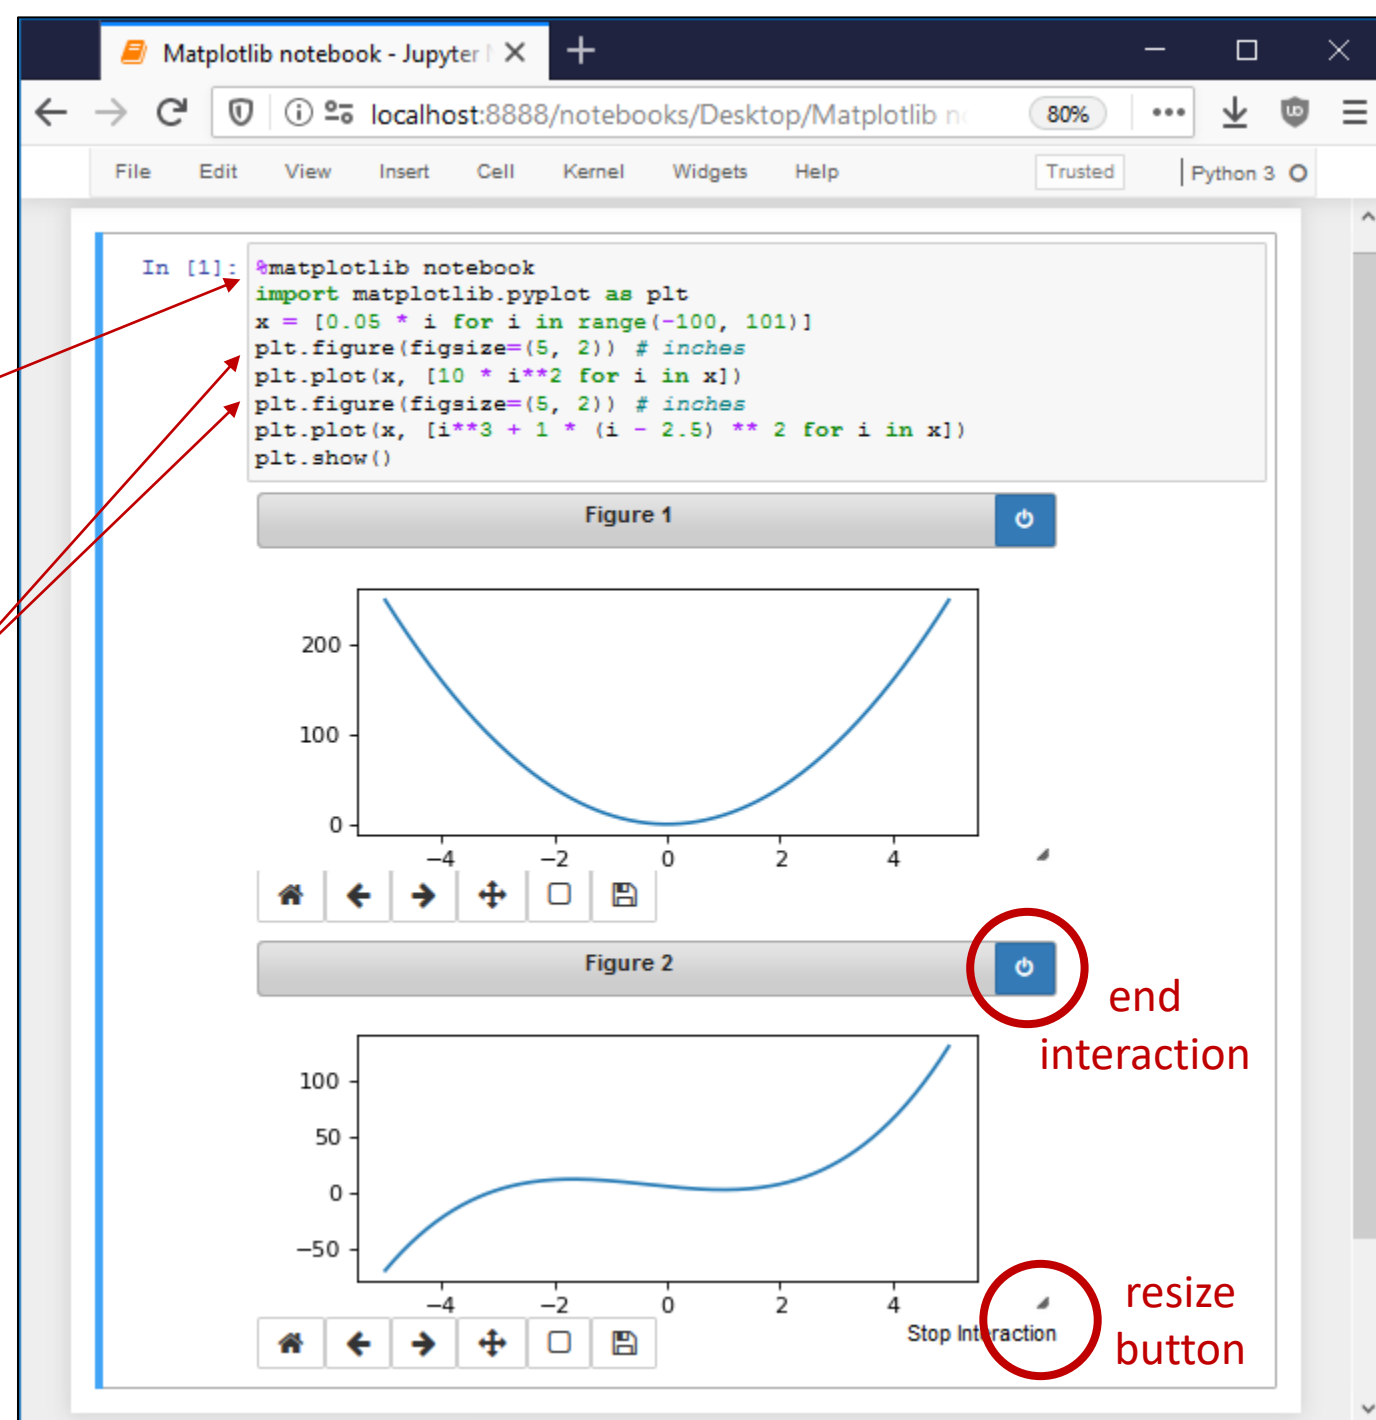 Matplotlib notebook - Jupyter
localhost:8888/notebooks/Desktop/Matplotlib
80%
File Edit View Insert Cell Kernel Widgets Help Trusted Python 3
In [1]: %matplotlib notebook
import matplotlib.pyplot as plt
x = [0.05 * i for i in range(-100, 101)]
plt.figure(figsize=(5, 2)) # inches
plt.plot(x, [10 * i**2 for i in x])
plt.figure(figsize=(5, 2)) # inches
plt.plot(x, [i**3 + 1 * (i - 2.5) ** 2 for i in x])
plt.show()
Figure 1
200
100
0
−4 −2 0 2 4
Figure 2
end
interaction
100
50
0
−50
−4 −2 0 2 4
Stop Interaction
resize
button